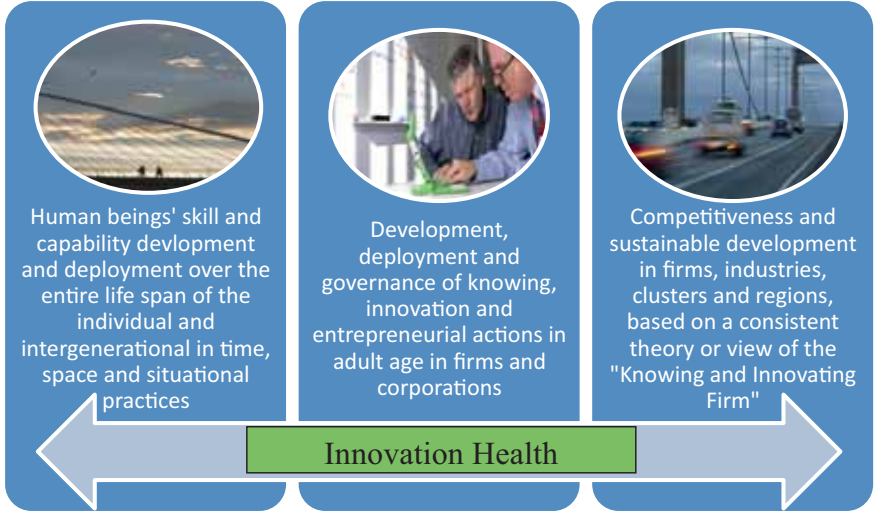 Human beings' skill and
capability devlopment
and deployment over the
entire life span of the
individual and
intergenerational in time,
space and situational
practices
Development,
deployment and
governance of knowing,
innovation and
entrepreneurial actions in
adult age in firms and
corporations
Competitiveness and
sustainable development
in firms, industries,
clusters and regions,
based on a consistent
theory or view of the
"Knowing and Innovating
Firm"
Innovation Health